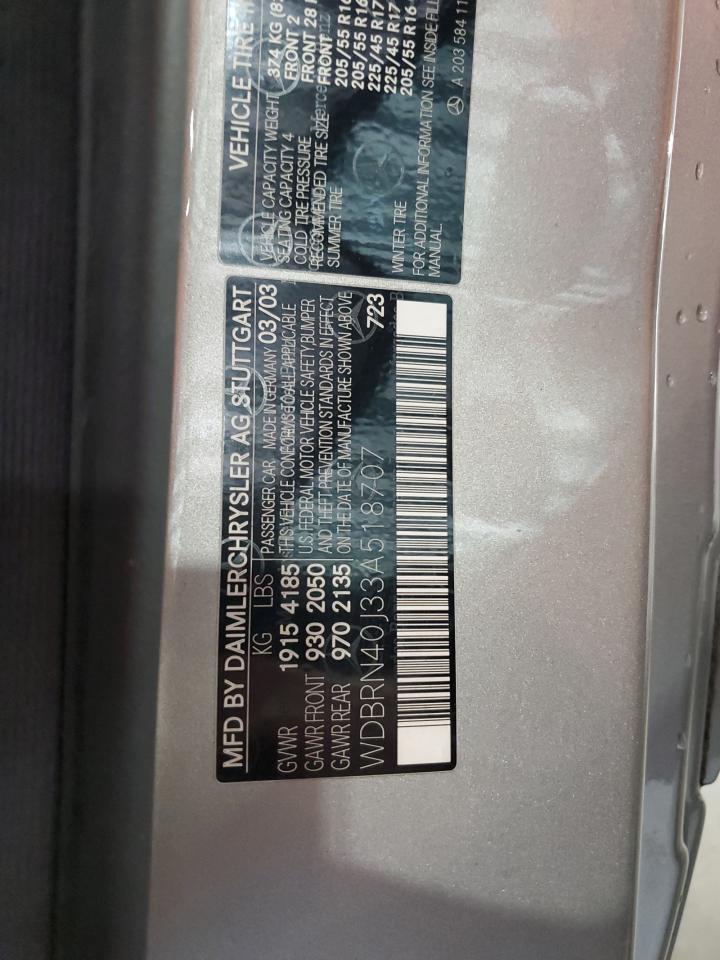 MFD BY DAIMLERCHRYSLER AG STUTTGART
KG LBS PASSENGER CAR MADE IN GERMANY 03/03
GVWR 1915 4185 THIS VEHICLE CONFORMS TO ALL APPLICABLE
GAWR FRONT 930 2050 U.S. FEDERAL MOTOR VEHICLE SAFETY, BUMPER
GAWR REAR 970 2135 AND THEFT PREVENTION STANDARDS IN EFFECT
ON THE DATE OF MANUFACTURE SHOWN ABOVE
WDBRN40J33A518707 723
VEHICLE TIRE
VEHICLE CAPACITY WEIGHT 374 KG
SEATING CAPACITY 4 FRONT 2
COLD TIRE PRESSURE FRONT 28
RECOMMENDED TIRE SIZE FRONT
SUMMER TIRE 205/55 R16
205/55 R16
225/45 R17
225/45 R17
WINTER TIRE 205/55 R16
FOR ADDITIONAL INFORMATION SEE INSIDE
MANUAL
A 203 584 11